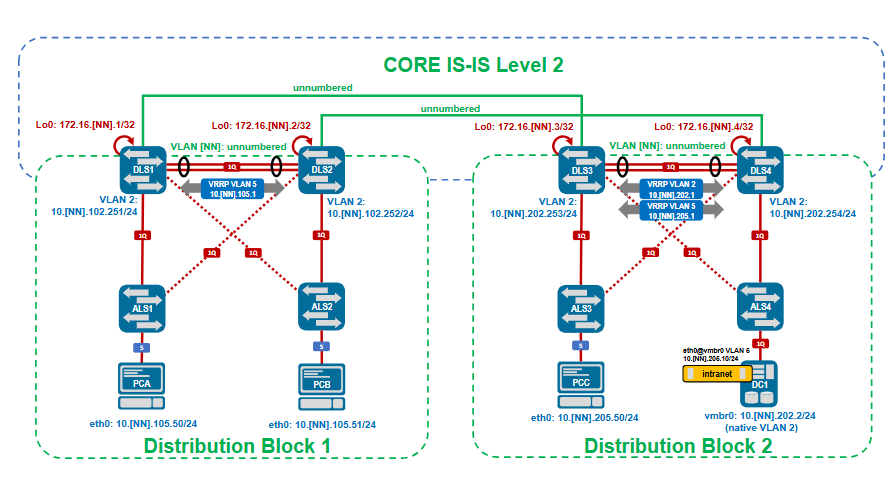 CORE IS-IS Level 2
unnumbered
unnumbered
Lo0: 172.16.[NN].1/32
Lo0: 172.16.[NN].2/32
Lo0: 172.16.[NN].3/32
Lo0: 172.16.[NN].4/32
VLAN [NN]: unnumbered
VLAN [NN]: unnumbered
DLS1
1Q
DLS2
DLS3
1Q
DLS4
VRRP VLAN 5
10.[NN].105.1
VRRP VLAN 2
10.[NN].202.1
VRRP VLAN 5
10.[NN].205.1
VLAN 2:
10.[NN].102.251/24
VLAN 2:
10.[NN].102.252/24
VLAN 2:
10.[NN].202.253/24
VLAN 2:
10.[NN].202.254/24
1Q
1Q
1Q
1Q
1Q
1Q
1Q
1Q
ALS1
ALS2
ALS3
ALS4
5
5
5
1Q
eth0@vmbr0 VLAN 5
10.[NN].205.10/24
intranet
PCA
PCB
PCC
DC1
eth0: 10.[NN].105.50/24
eth0: 10.[NN].105.51/24
eth0: 10.[NN].205.50/24
vmbr0: 10.[NN].202.2/24
(native VLAN 2)
Distribution Block 1
Distribution Block 2